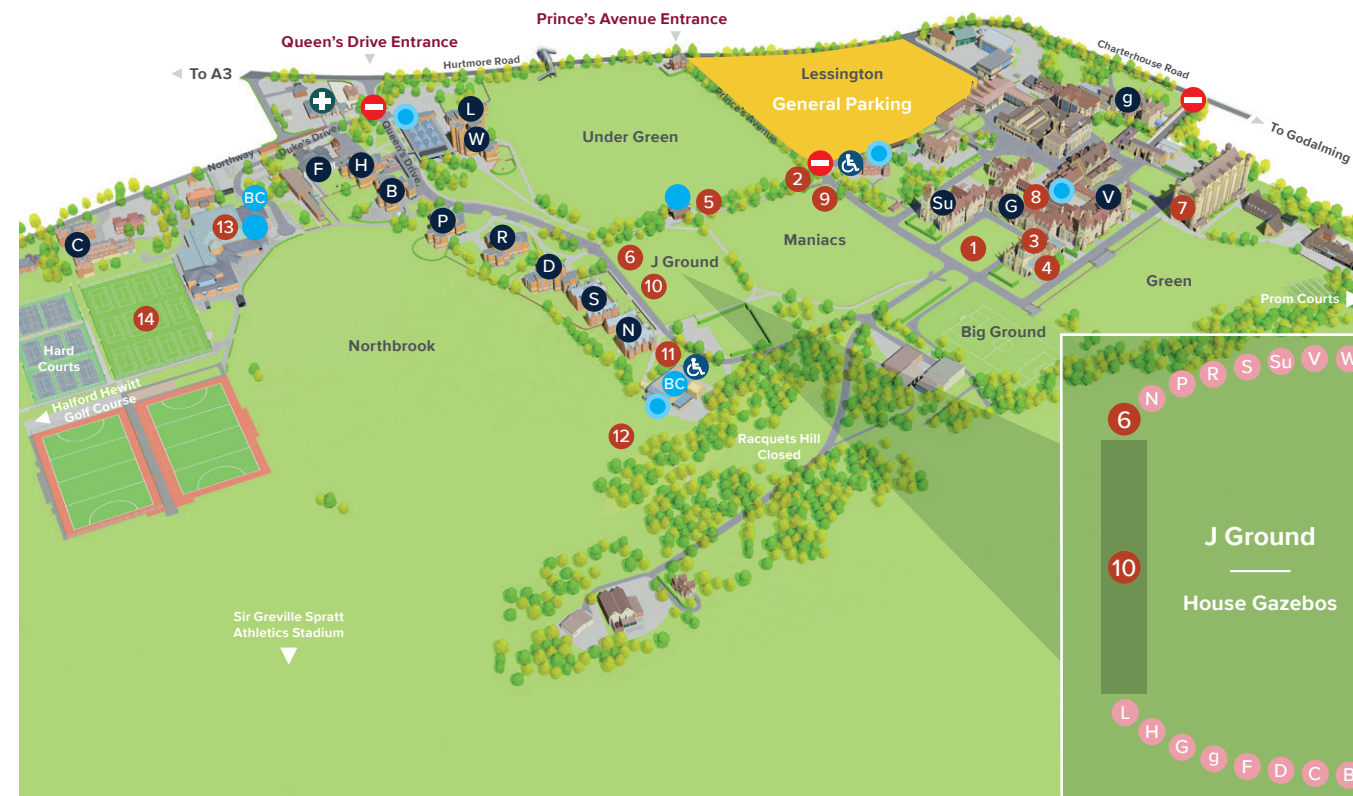 Prince's Avenue Entrance
Queen's Drive Entrance
To A3
Hurtmore Road
Charterhouse Road
To Godalming
Lessington
General Parking
Prince's Avenue
Under Green
L
W
g
Queen's Drive
Duke's Drive
Northway
F
H
B
BC
13
C
P
R
D
S
N
2
9
5
Su
G
8
V
7
1
3
4
Maniacs
6
J Ground
10
Green
Prom Courts
Big Ground
14
Hard
Courts
Northbrook
Halford Hewitt
Golf Course
11
BC
12
Racquets Hill
Closed
Sir Greville Spratt
Athletics Stadium
N
P
R
S
Su
V
W
6
10
J Ground
House Gazebos
L
H
G
g
F
D
C
B